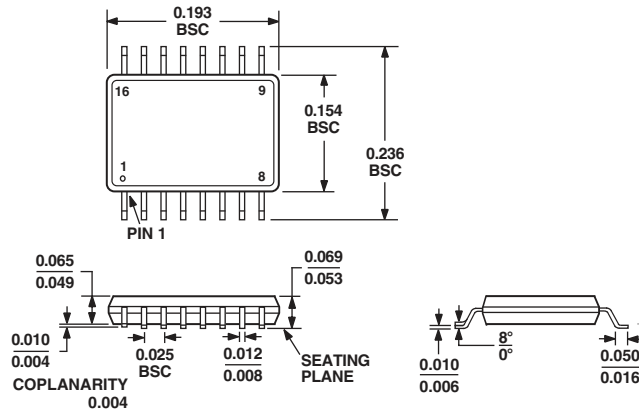 0.193
BSC
16
9
0.154
BSC
0.236
BSC
1
8
PIN 1
0.065
0.049
0.069
0.053
0.010
0.004
0.025
BSC
0.012
0.008
SEATING
PLANE
COPLANARITY
0.004
0.010
0.006
8°
0°
0.050
0.016